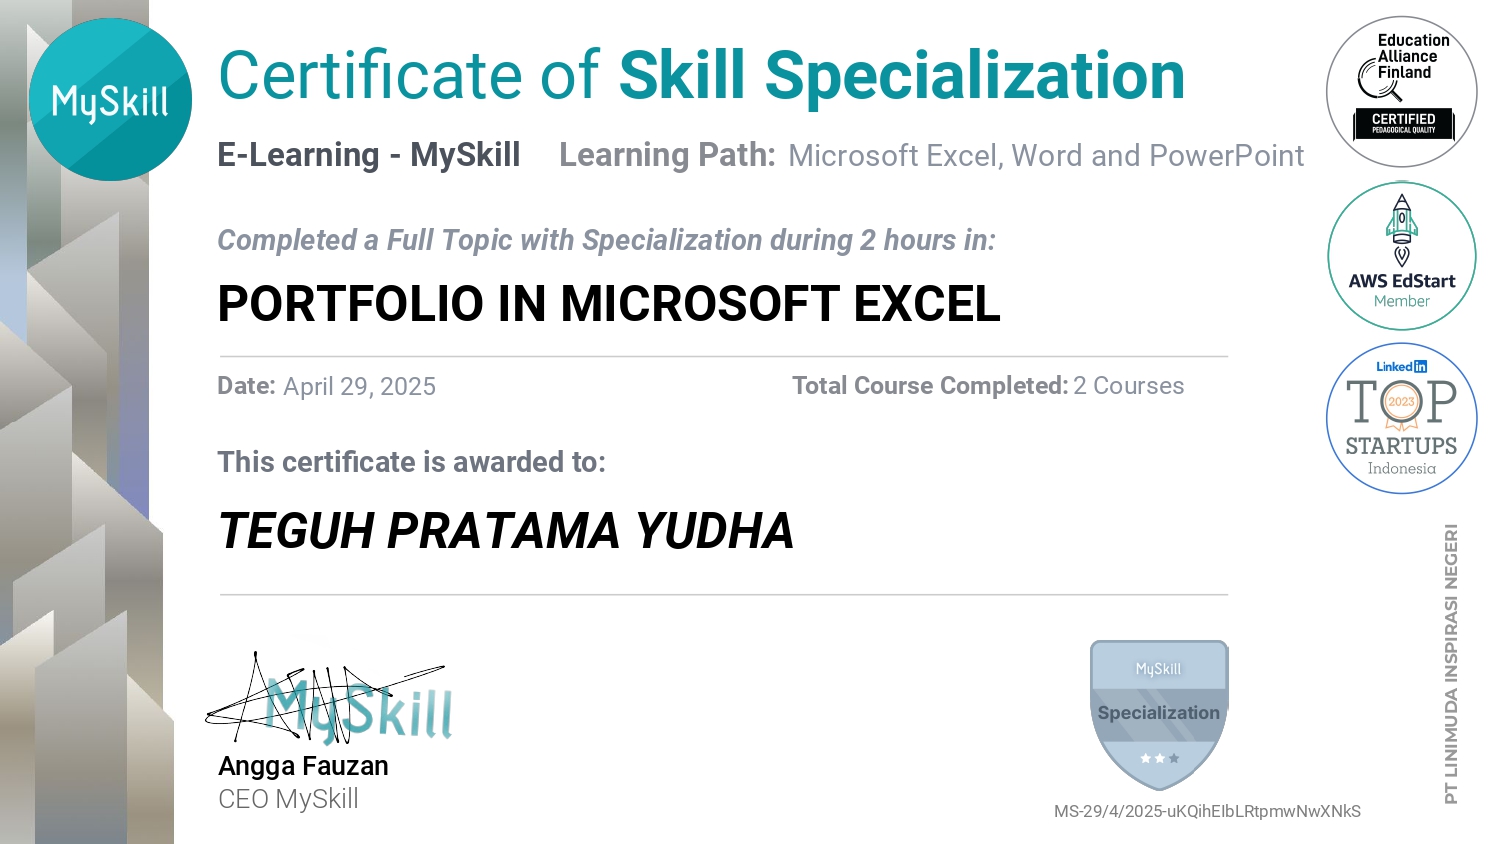 MySkill
Certificate of Skill Specialization
E-Learning - MySkill Learning Path: Microsoft Excel, Word and PowerPoint
Completed a Full Topic with Specialization during 2 hours in:
PORTFOLIO IN MICROSOFT EXCEL
Date: April 29, 2025 Total Course Completed: 2 Courses
This certificate is awarded to:
TEGUH PRATAMA YUDHA
MySkill
Angga Fauzan
CEO MySkill
MySkill
Specialization
MS-29/4/2025-uKQihEIbLRtpmwNwXNkS
Education
Alliance
Finland
CERTIFIED
PEDAGOGICAL QUALITY
AWS EdStart
Member
Linked in
TOP
2023
STARTUPS
Indonesia
PT LINIMUDA INSPIRASI NEGERI